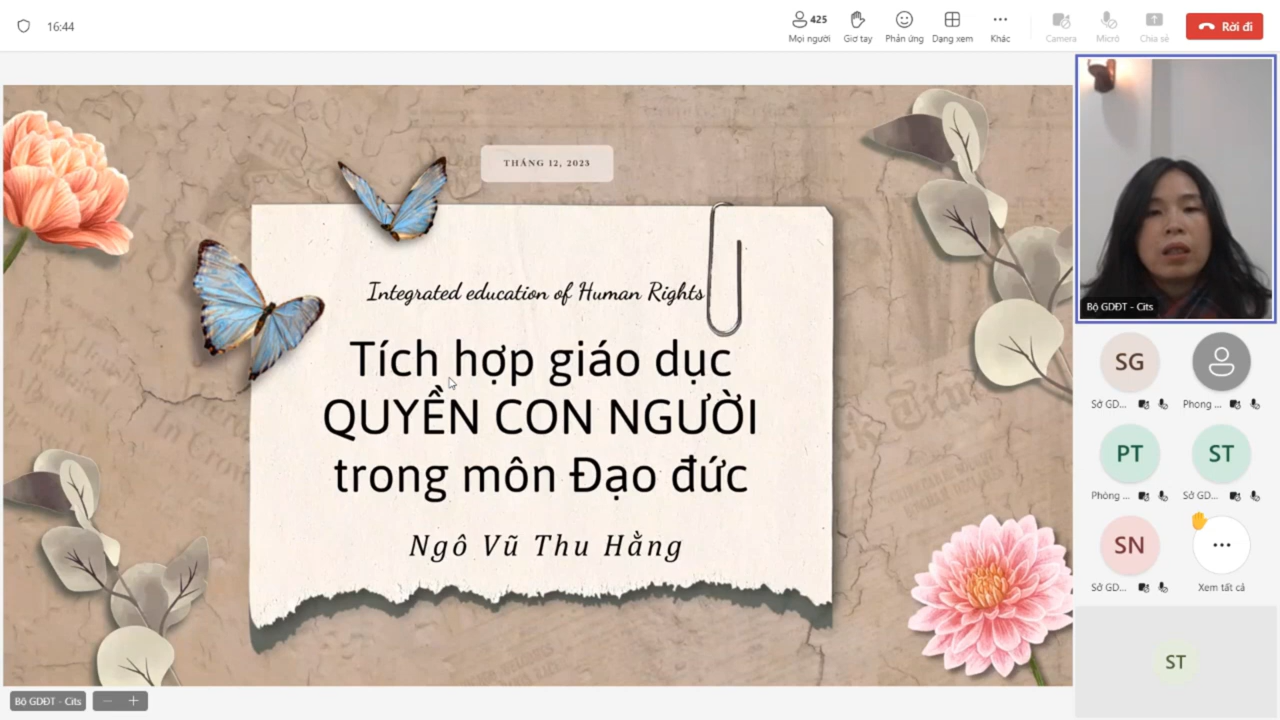 16:44
425
Mọi người
Giơ tay
Phản ứng
Dạng xem
Khác
Camera
Micrô
Chia sẻ
Rời đi
THÁNG 12, 2023
Integrated education of Human Rights
Tích hợp giáo dục
QUYỀN CON NGƯỜI
trong môn Đạo đức
Ngô Vũ Thu Hằng
Bộ GDĐT - Cits
SG
Sở GD...
Phong ...
PT
Phòng ...
ST
Sở GD...
SN
Sở GD...
Xem tất cả
ST
Bộ GDĐT - Cits